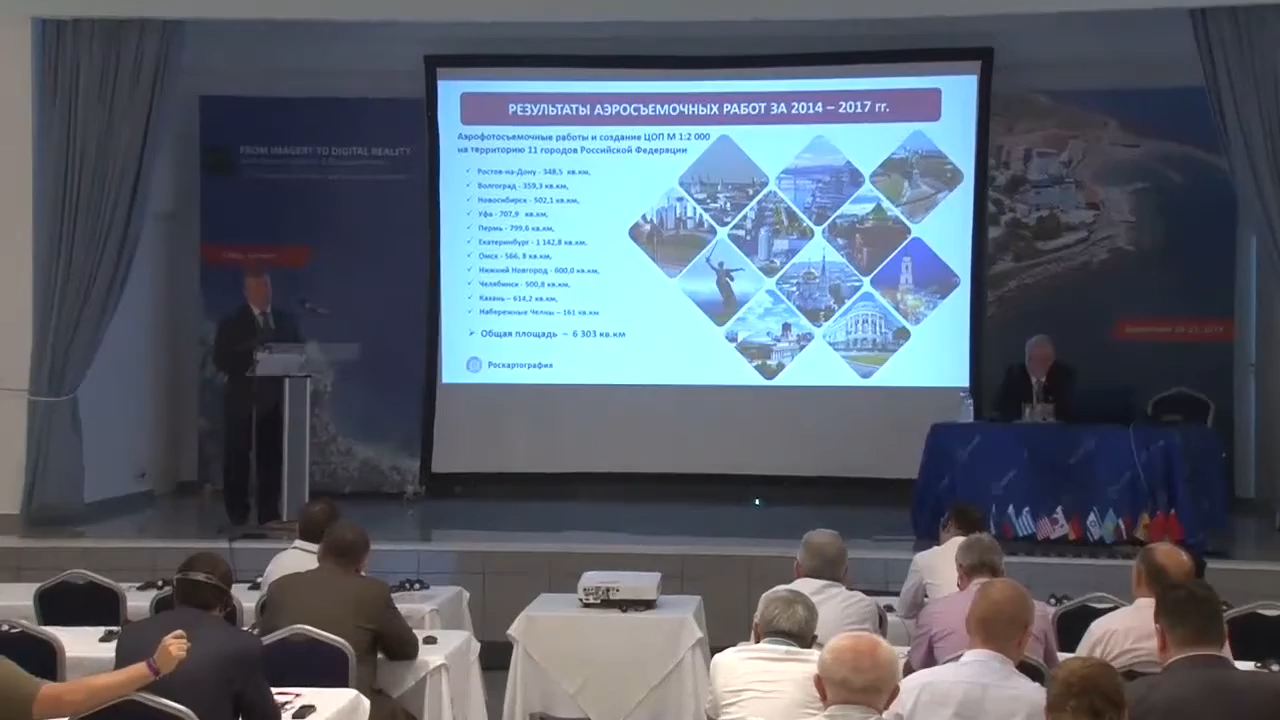 РЕЗУЛЬТАТЫ АЭРОСЪЕМОЧНЫХ РАБОТ ЗА 2014 – 2017 гг.
Аэрофотосъемочные работы и создание ЦОП М 1:2 000
на территорию 11 городов Российской Федерации
Ростов-на-Дону - 348,5 кв.км,
Волгоград - 359,3 кв.км,
Новосибирск - 502,1 кв.км,
Уфа - 707,9 кв.км,
Пермь - 799,6 кв.км,
Екатеринбург - 1 142,8 кв.км.
Омск - 566, 8 кв.км,
Нижний Новгород - 600,0 кв.км,
Челябинск - 500,8 кв.км,
Казань – 614,2 кв.км,
Набережные Челны – 161 кв.км
Общая площадь – 6 303 кв.км
Роскартография
FROM IMAGERY TO DIGITAL REALITY